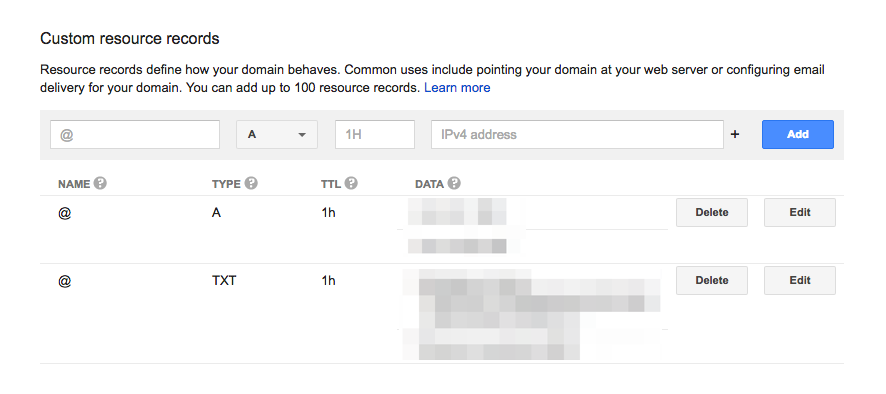 Custom resource records
Resource records define how your domain behaves. Common uses include pointing your domain at your web server or configuring email
delivery for your domain. You can add up to 100 resource records. Learn more
@ A 1H IPv4 address + Add
NAME ? TYPE ? TTL ? DATA ?
@ A 1h Delete Edit
@ TXT 1h Delete Edit